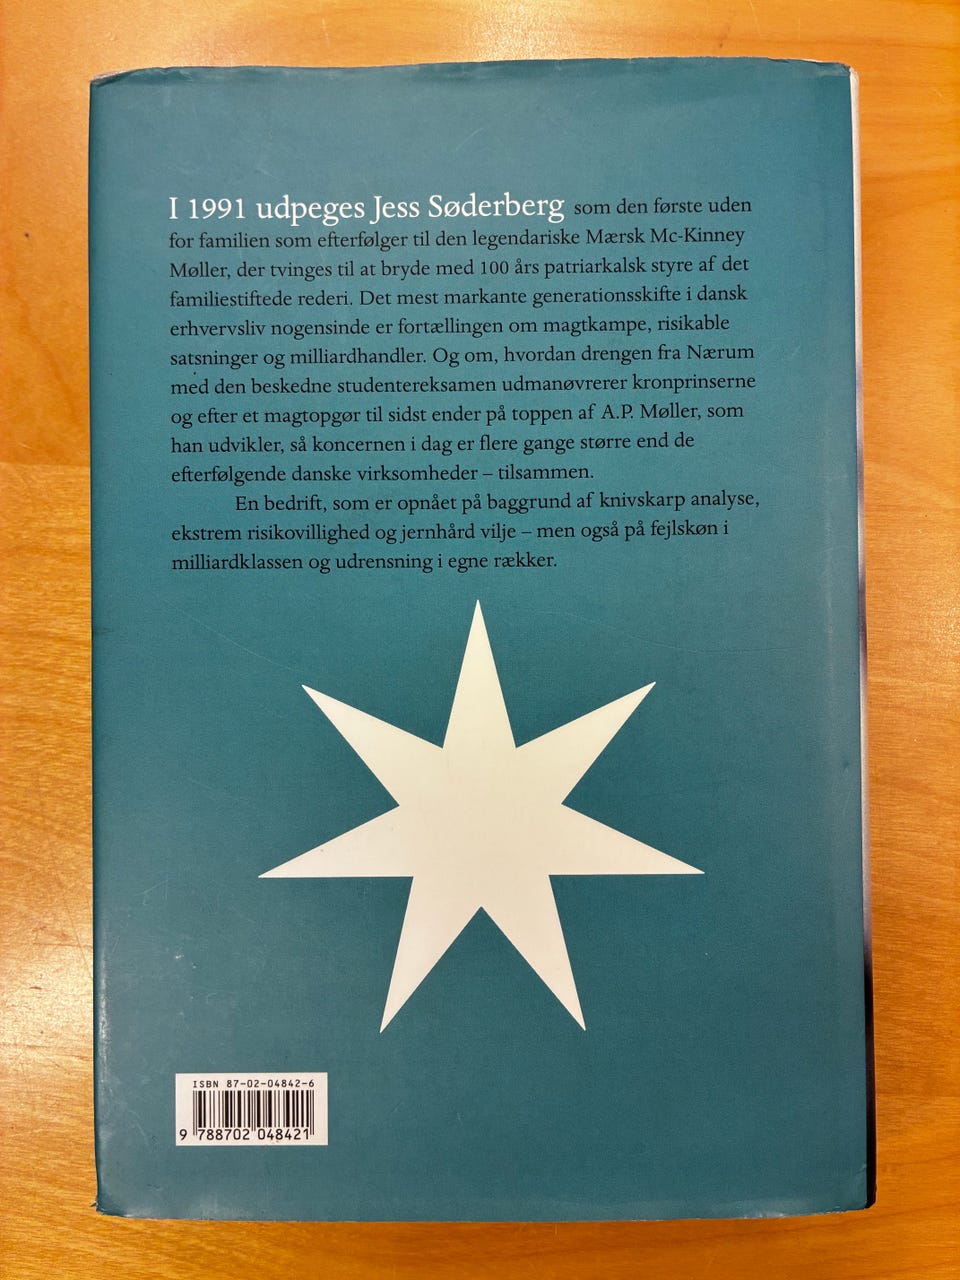 I 1991 udpeges Jess Søderberg som den første uden
for familien som efterfølger til den legendariske Mærsk Mc-Kinney
Møller, der tvinges til at bryde med 100 års patriarkalsk styre af det
familiestiftede rederi. Det mest markante generationsskifte i dansk
erhvervsliv nogensinde er fortællingen om magtkampe, risikable
satsninger og milliardhandler. Og om, hvordan drengen fra Nærum
med den beskedne studentereksamen udmanøvrerer kronprinserne
og efter et magtopgør til sidst ender på toppen af A.P. Møller, som
han udvikler, så koncernen i dag er flere gange større end de
efterfølgende danske virksomheder – tilsammen.
En bedrift, som er opnået på baggrund af knivskarp analyse,
ekstrem risikovillighed og jernhård vilje – men også på fejlskøn i
milliardklassen og udrensning i egne rækker.
ISBN 87-02-04842-6
9 788702 048421